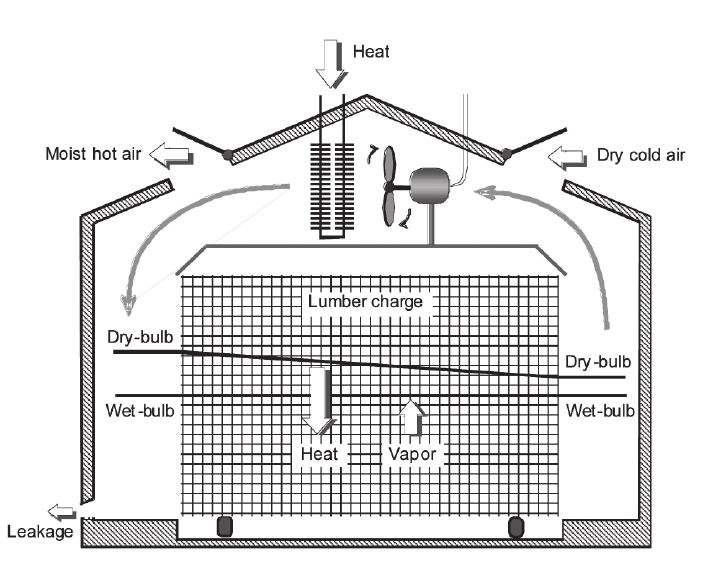 Heat
Moist hot air
Dry cold air
Lumber charge
Dry-bulb
Dry-bulb
Wet-bulb
Wet-bulb
Heat
Vapor
Leakage